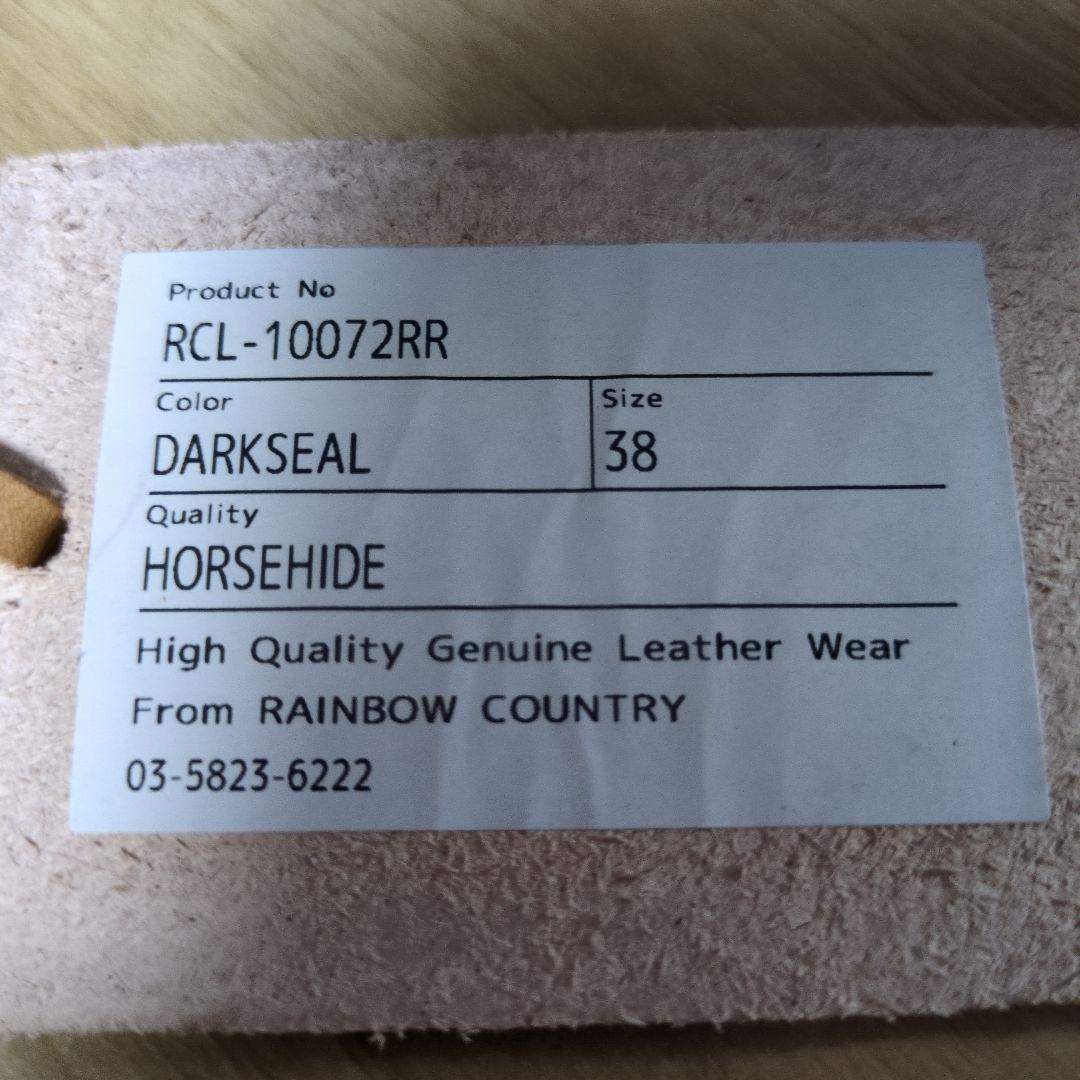 Product No
RCL-10072RR
Color
DARKSEAL
Size
38
Quality
HORSEHIDE
High Quality Genuine Leather Wear
From RAINBOW COUNTRY
03-5823-6222